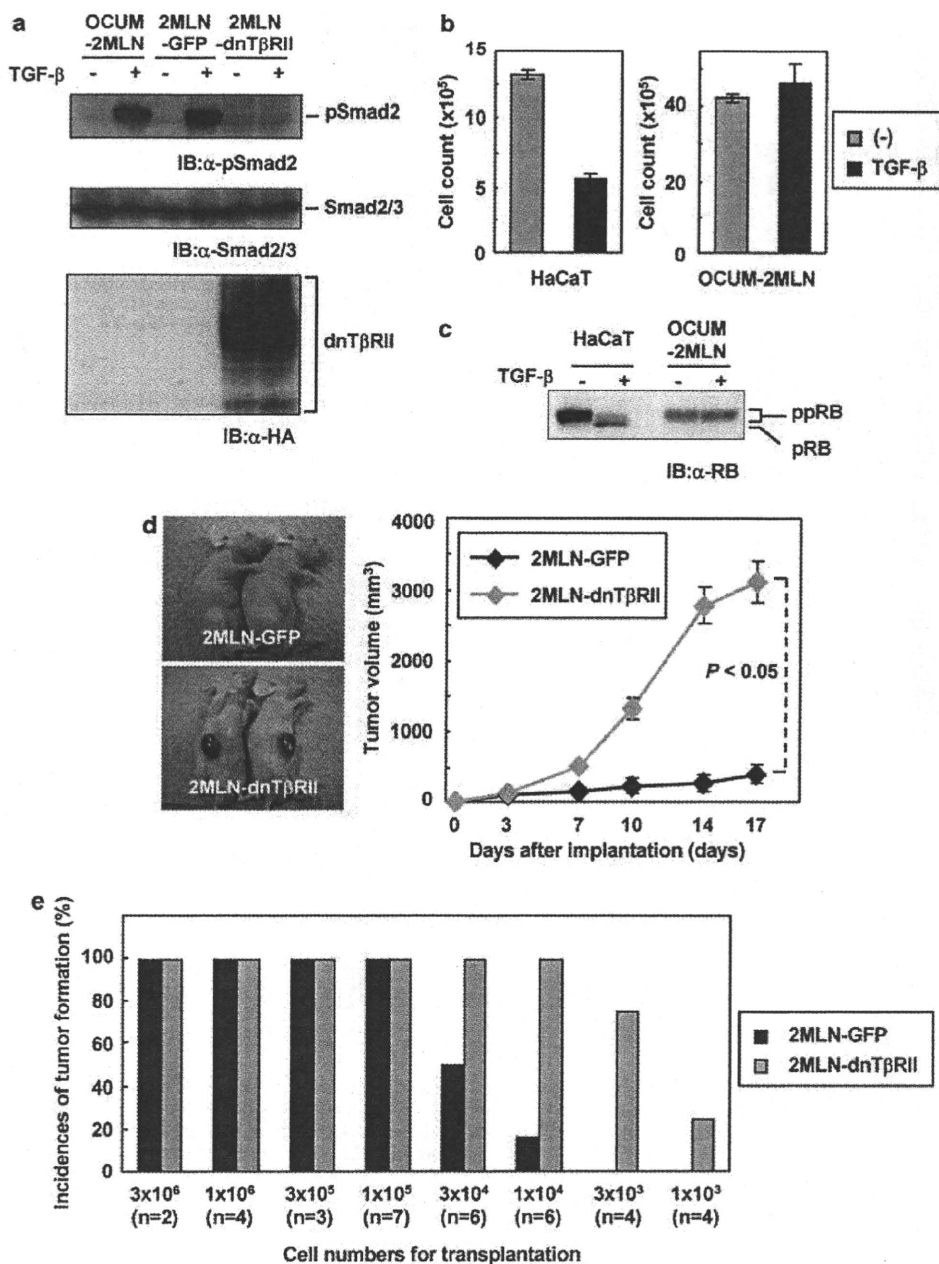 a
OCUM 2MLN 2MLN
-2MLN -GFP -dnTβRII
TGF-β - + - + - +
pSmad2
IB:α-pSmad2
Smad2/3
IB:α-Smad2/3
dnTβRII
IB:α-HA
b
Cell count (x10⁵)
15
10
5
0
HaCaT
Cell count (x10⁵)
40
20
0
OCUM-2MLN
(-)
TGF-β
c
HaCaT OCUM
-2MLN
TGF-β - + - +
ppRB
pRB
IB:α-RB
d
2MLN-GFP
2MLN-dnTβRII
Tumor volume (mm³)
4000
3000
2000
1000
0
2MLN-GFP
2MLN-dnTβRII
P < 0.05
0 3 7 10 14 17
Days after implantation (days)
e
Incidences of tumor formation (%)
100
80
60
40
20
0
2MLN-GFP
2MLN-dnTβRII
3x10⁶ 1x10⁶ 3x10⁵ 1x10⁵ 3x10⁴ 1x10⁴ 3x10³ 1x10³
(n=2) (n=4) (n=3) (n=7) (n=6) (n=6) (n=4) (n=4)
Cell numbers for transplantation